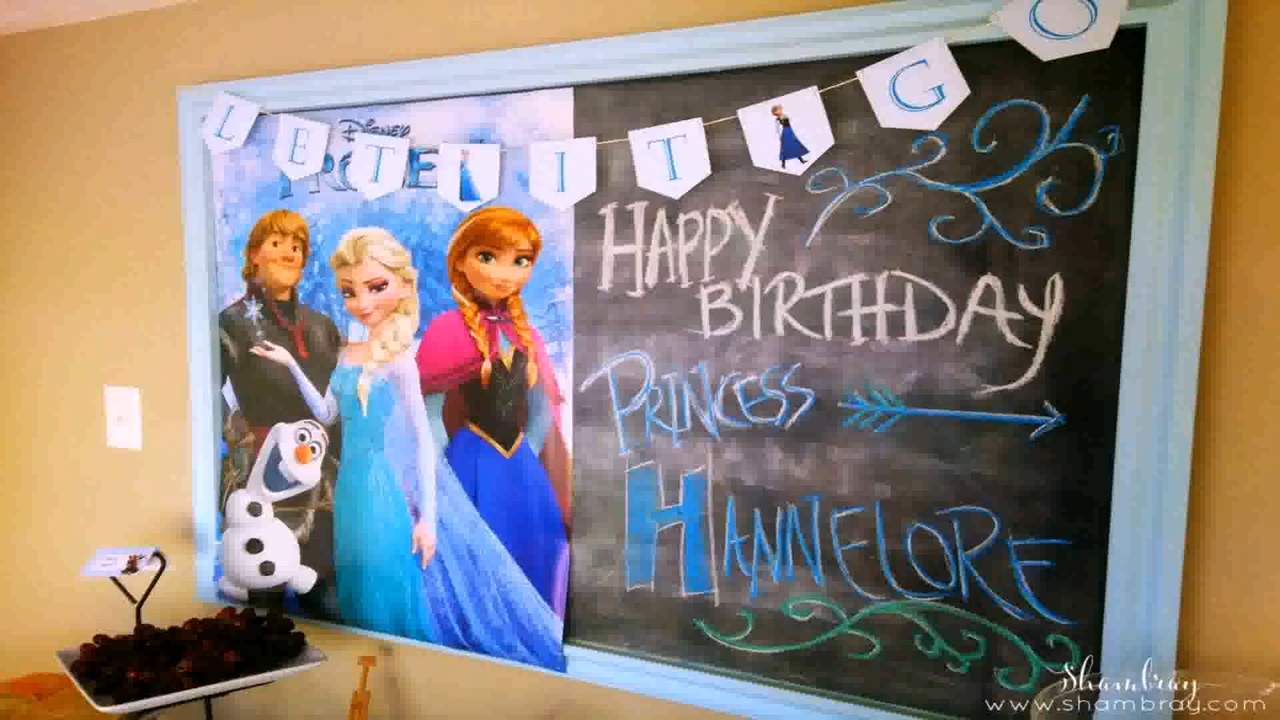 LET IT GO
DISNEY
FROZEN
HAPPY
BIRTHDAY
PRINCESS
HANNELORE
Shambray
www.shambray.com